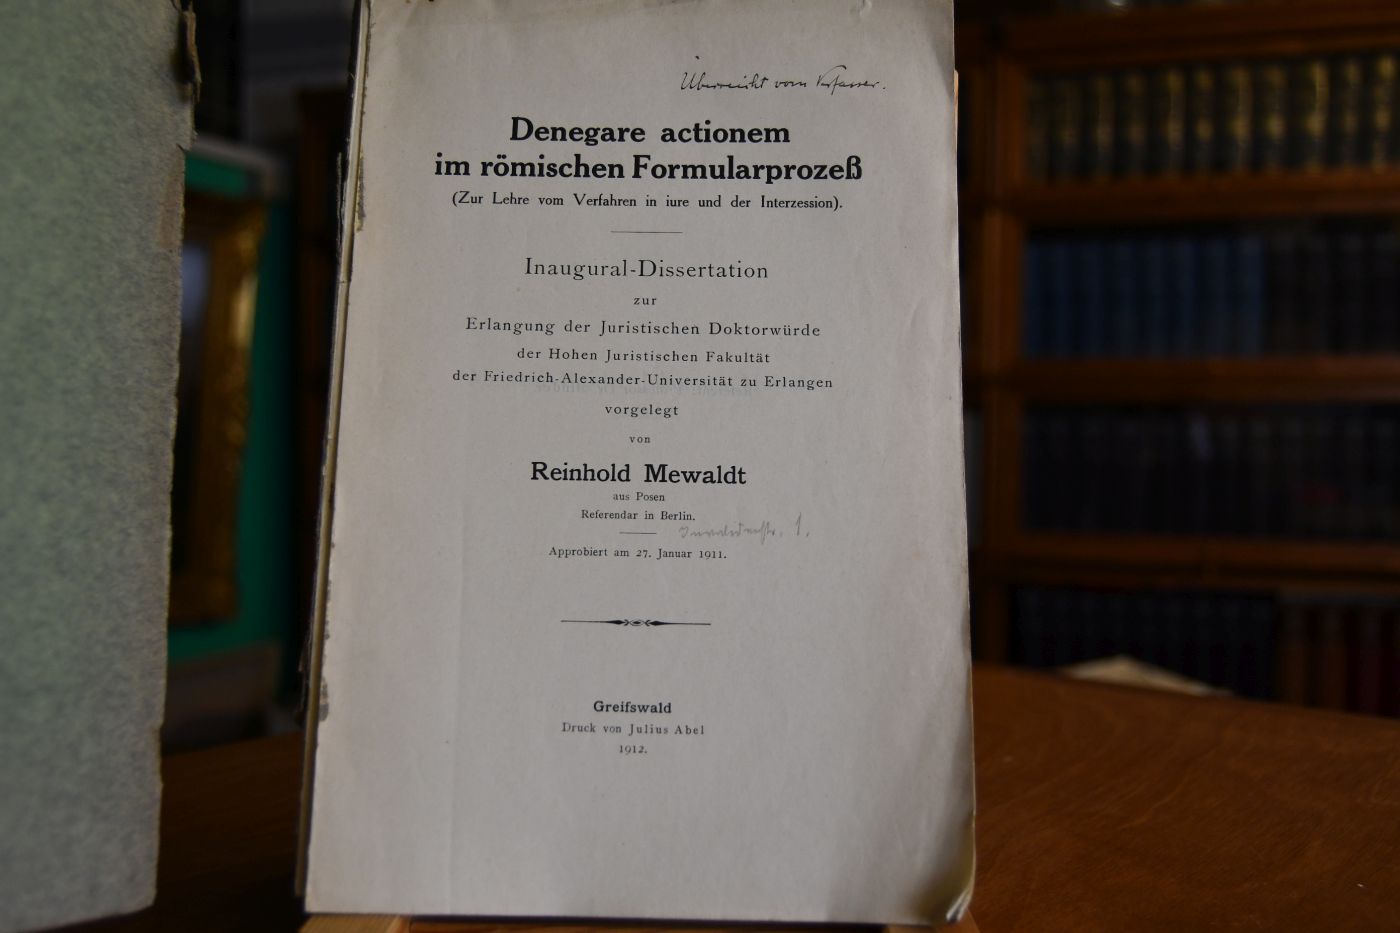 Überreicht vom Verfasser.
Denegare actionem
im römischen Formularprozeß
(Zur Lehre vom Verfahren in iure und der Interzession).
Inaugural-Dissertation
zur
Erlangung der Juristischen Doktorwürde
der Hohen Juristischen Fakultät
der Friedrich-Alexander-Universität zu Erlangen
vorgelegt
von
Reinhold Mewaldt
aus Posen
Referendar in Berlin.
1.
Approbiert am 27. Januar 1911.
Greifswald
Druck von Julius Abel
1912.